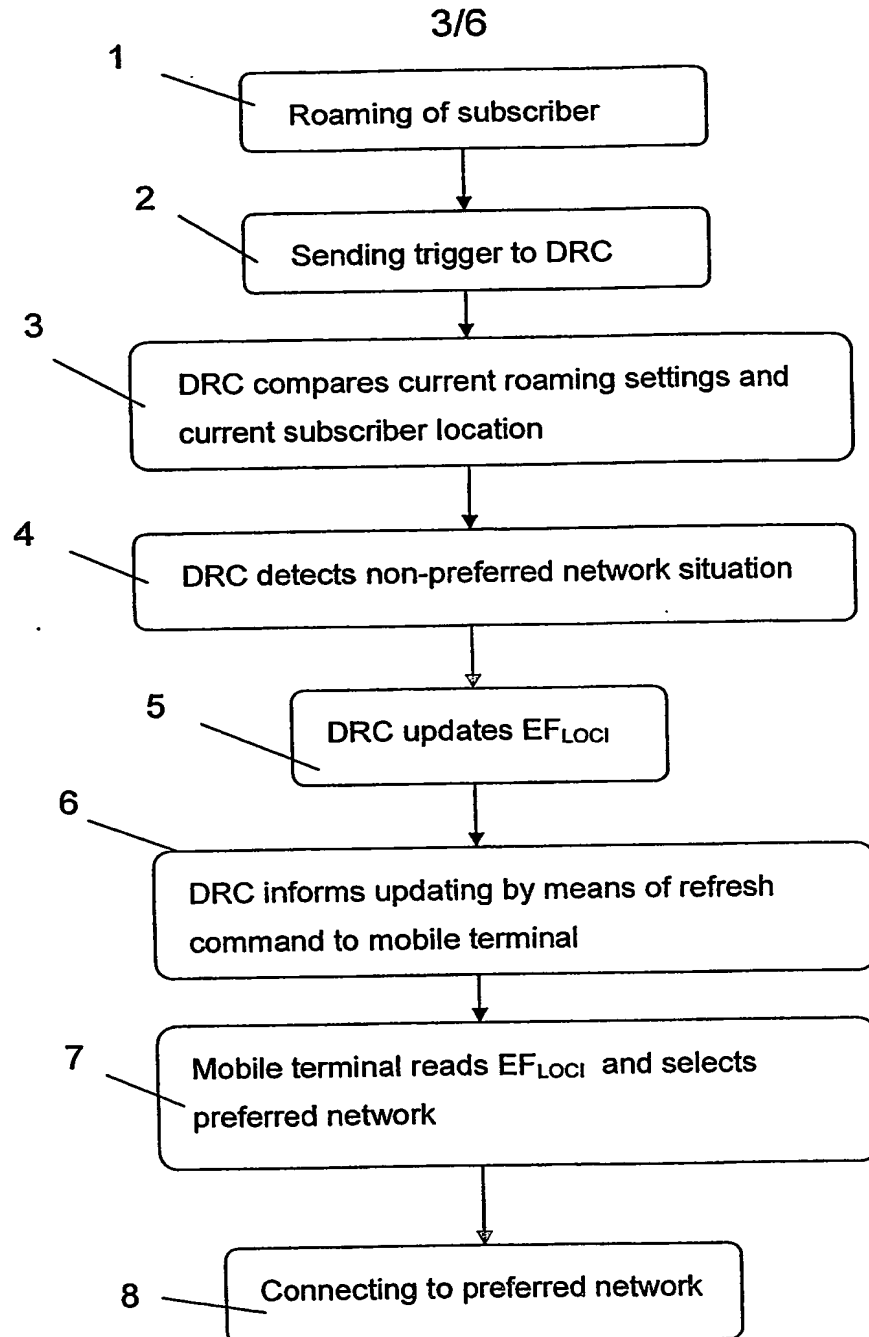 3/6
1
Roaming of subscriber
2
Sending trigger to DRC
3
DRC compares current roaming settings and
current subscriber location
4
DRC detects non-preferred network situation
5
DRC updates EFLOCI
6
DRC informs updating by means of refresh
command to mobile terminal
7
Mobile terminal reads EFLOCI and selects
preferred network
8
Connecting to preferred network